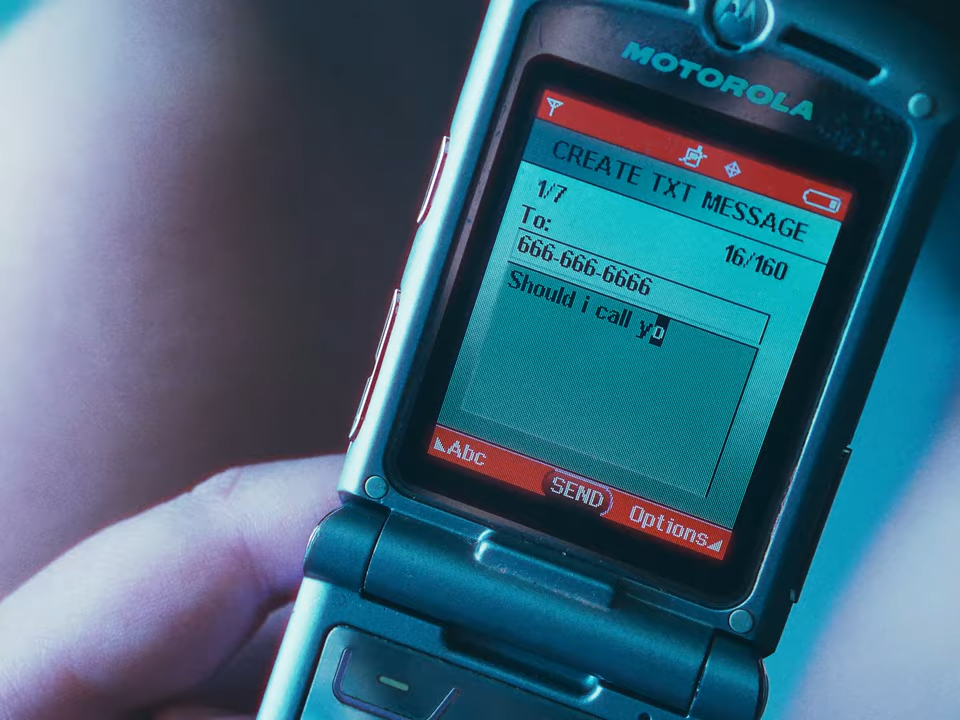 MOTOROLA
CREATE TXT MESSAGE
1/7
16/160
To:
666-666-6666
Should i call yo
Abc
SEND
Options